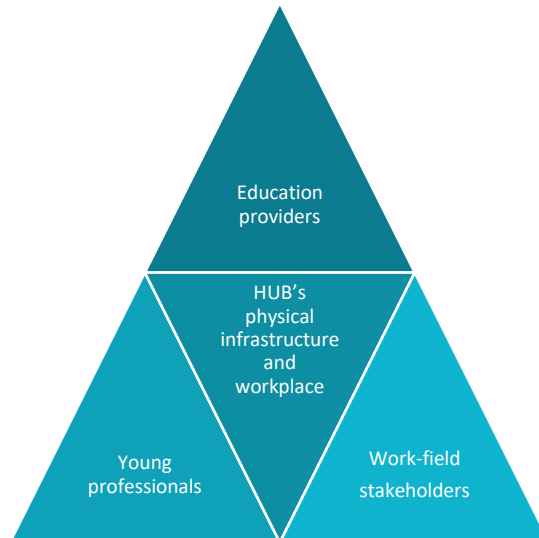 Education
providers
HUB’s
physical
infrastructure
and
workplace
Young
professionals
Work-field
stakeholders